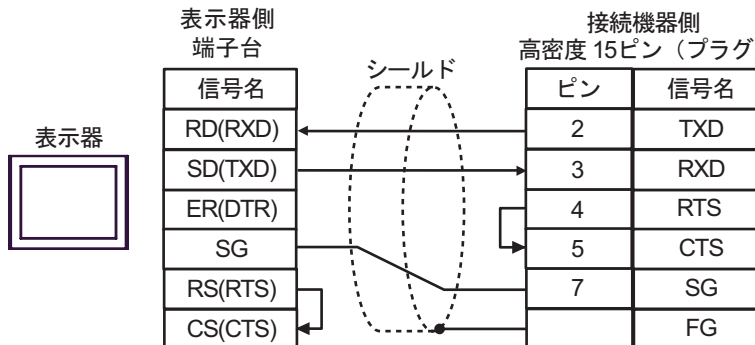 表示器側
端子台
接続機器側
高密度 15ピン（プラグ
シールド
表示器
信号名
RD(RXD)
SD(TXD)
ER(DTR)
SG
RS(RTS)
CS(CTS)
ピン 信号名
2 TXD
3 RXD
4 RTS
5 CTS
7 SG
FG